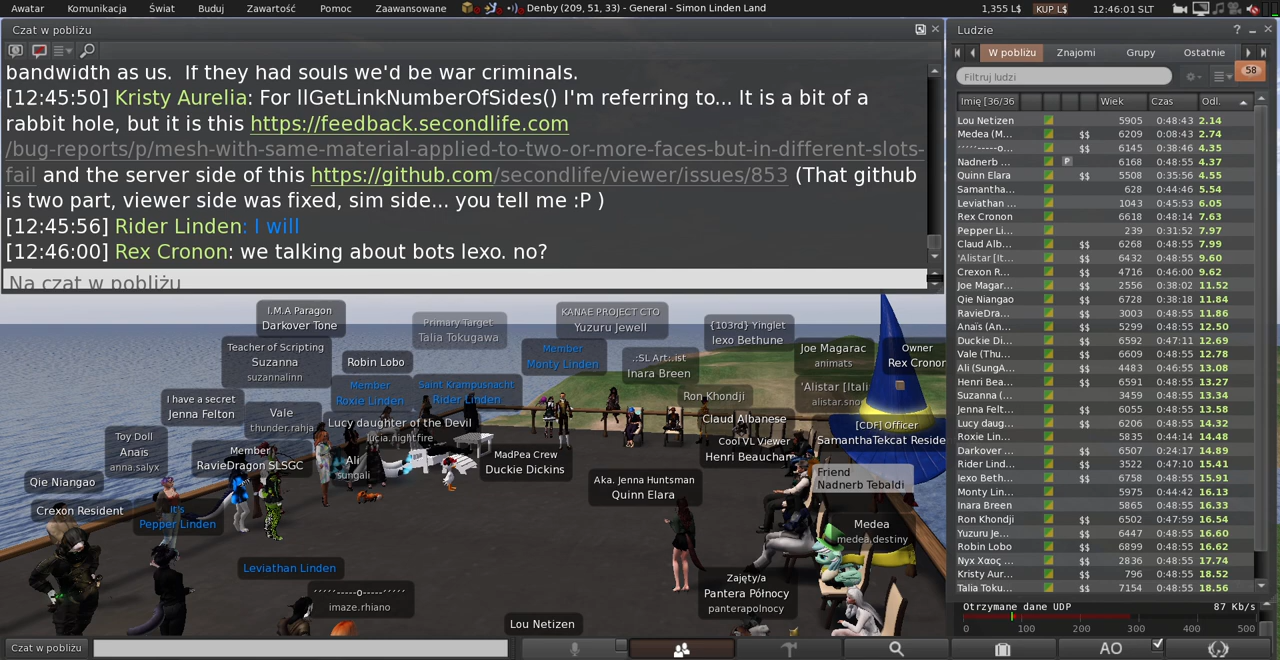 Awatar Komunikacja Świat Buduj Zawartość Pomoc Zaawansowane Denby (209, 51, 33) - General - Simon Linden Land 1,355 L$ KUP L$ 12:46:01 SLT
Czat w pobliżu
bandwidth as us. If they had souls we'd be war criminals.
[12:45:50] Kristy Aurelia: For llGetLinkNumberOfSides() I'm referring to... It is a bit of a
rabbit hole, but it is this https://feedback.secondlife.com
/bug-reports/p/mesh-with-same-material-applied-to-two-or-more-faces-but-in-different-slots-
fail and the server side of this https://github.com/secondlife/viewer/issues/853 (That github
is two part, viewer side was fixed, sim side... you tell me :P )
[12:45:56] Rider Linden: I will
[12:46:00] Rex Cronon: we talking about bots lexo. no?
Na czat w pobliżu
I.M.A Paragon
Darkover Tone
Primary Target
Talia Tokugawa
KANAE PROJECT CTO
Yuzuru Jewell
{103rd} Yinglet
lexo Bethune
Teacher of Scripting
Suzanna
suzannalinn
Robin Lobo
Member
Monty Linden
.:SL Art:.ist
Inara Breen
Joe Magarac
animats
Owner
Rex Cronon
Member
Roxie Linden
Saint Krampusnacht
Rider Linden
Ron Khondji
'Alistar [Itali
alistar.sno
I have a secret
Jenna Felton
Vale
thunder.rahja
Lucy daughter of the Devil
lucia.nightfire
Claud Albanese
[CDF] Officer
SamanthaTekcat Reside
Toy Doll
Anaïs
anna.salyx
Member
RavieDragon SLSGC
Ali
sungali
MadPea Crew
Duckie Dickins
Cool VL Viewer
Henri Beaucham
Friend
Nadnerb Tebaldi
Qie Niangao
Aka. Jenna Huntsman
Quinn Elara
Crexon Resident
It's
Pepper Linden
Medea
medea.destiny
Leviathan Linden
Zajęty/a
Pantera Północy
panterapolnocy
´´´´´-----o-----´´´´´
imaze.rhiano
Lou Netizen
Czat w pobliżu
Ludzie
W pobliżu Znajomi Grupy Ostatnie
Filtruj ludzi
58
Imię [36/36 Wiek Czas Odl.
Lou Netizen 5905 0:48:43 2.14
Medea (M... $$ 6209 0:08:43 2.74
´´´´´-----o... $$ 6145 0:38:46 4.35
Nadnerb ... P 6168 0:48:55 4.37
Quinn Elara $$ 5508 0:35:56 4.55
Samantha... 628 0:44:46 5.54
Leviathan ... 1043 0:45:53 6.05
Rex Cronon 6618 0:48:14 7.63
Pepper Li... 239 0:31:52 7.97
Claud Alb... $$ 6268 0:48:55 7.99
'Alistar [It... $$ 6432 0:48:55 9.60
Crexon R... $$ 4716 0:46:00 9.62
Joe Magar... $$ 2556 0:38:02 11.52
Qie Niangao $$ 6728 0:38:18 11.84
RavieDra... $$ 3003 0:48:55 11.86
Anaïs (An... $$ 5299 0:48:55 12.50
Duckie Di... $$ 6592 0:47:11 12.69
Vale (Thu... $$ 6609 0:48:55 12.78
Ali (SungA... $$ 4483 0:46:55 13.08
Henri Bea... $$ 6591 0:48:55 13.27
Suzanna (... $$ 3459 0:48:55 13.34
Jenna Felt... $$ 6055 0:48:55 13.58
Lucy daug... $$ 6206 0:48:55 14.32
Roxie Lin... 5835 0:44:14 14.48
Darkover ... $$ 6507 0:24:17 14.89
Rider Lind... $$ 3522 0:47:10 15.41
lexo Beth... $$ 6758 0:48:55 15.91
Monty Lin... 5975 0:44:42 16.13
Inara Breen 5865 0:48:55 16.33
Ron Khondji $$ 6502 0:47:59 16.54
Yuzuru Je... $$ 6447 0:48:55 16.60
Robin Lobo $$ 6899 0:48:55 16.62
Nyx Χαος ... $$ 2836 0:48:55 17.74
Kristy Aur... $$ 796 0:48:55 18.52
Talia Toku... $$ 7154 0:48:55 18.56
Otrzymane dane UDP 87 Kb/s
0 100 200 300 400 500
AO